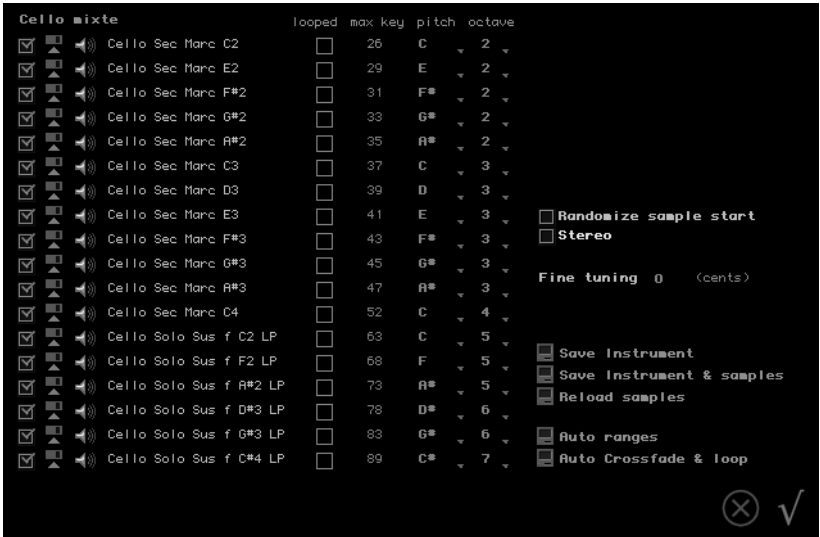 Cello mixte looped max key pitch octave
Cello Sec Marc C2 26 C 2
Cello Sec Marc E2 29 E 2
Cello Sec Marc F#2 31 F# 2
Cello Sec Marc G#2 33 G# 2
Cello Sec Marc A#2 35 A# 2
Cello Sec Marc C3 37 C 3
Cello Sec Marc D3 39 D 3
Cello Sec Marc E3 41 E 3
Randomize sample start
Cello Sec Marc F#3 43 F# 3
Stereo
Cello Sec Marc G#3 45 G# 3
Fine tuning 0 (cents)
Cello Sec Marc A#3 47 A# 3
Cello Sec Marc C4 52 C 4
Cello Solo Sus f C2 LP 63 C 5
Save Instrument
Cello Solo Sus f F2 LP 68 F 5
Save Instrument & samples
Cello Solo Sus f A#2 LP 73 A# 5
Reload samples
Cello Solo Sus f D#3 LP 78 D# 6
Cello Solo Sus f G#3 LP 83 G# 6
Auto ranges
Cello Solo Sus f C#4 LP 89 C# 7
Auto Crossfade & loop